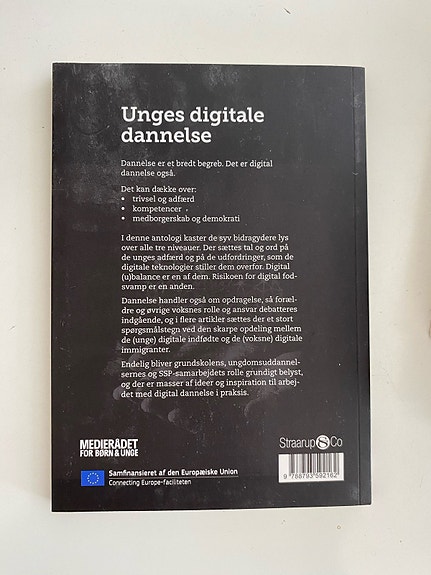 Unges digitale
dannelse
Dannelse er et bredt begreb. Det er digital
dannelse også.
Det kan dække over:
• trivsel og adfærd
• kompetencer
• medborgerskab og demokrati
I denne antologi kaster de syv bidragydere lys
over alle tre niveauer. Der sættes tal og ord på
de unges adfærd og på de udfordringer, som de
digitale teknologier stiller dem overfor. Digital
(u)balance er en af dem. Risikoen for digital fod-
svamp er en anden.
Dannelse handler også om opdragelse, så foræl-
dre og øvrige voksnes rolle og ansvar debatteres
indgående, og i flere artikler sættes der et stort
spørgsmålstegn ved den skarpe opdeling mellem
de (unge) digitale indfødte og de (voksne) digitale
immigranter.
Endelig bliver grundskolens, ungdomsuddannel-
sernes og SSP-samarbejdets rolle grundigt belyst,
og der er masser af ideer og inspiration til arbej-
det med digital dannelse i praksis.
MEDIERÅDET
FOR BØRN & UNGE
Straarup & Co
Samfinansieret af den Europæiske Union
Connecting Europe-faciliteten
9 788793 592162